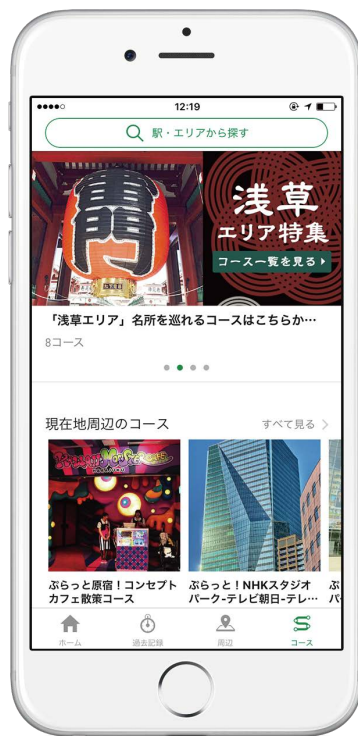 12:19
駅・エリアから探す
浅草
エリア特集
コース一覧を見る
「浅草エリア」名所を巡れるコースはこちらか…
8コース
現在地周辺のコース
すべて見る
ぶらっと原宿！コンセプト
カフェ散策コース
ぶらっと！NHKスタジオ
パーク-テレビ朝日-テレ…
ホーム
過去記録
周辺
コース